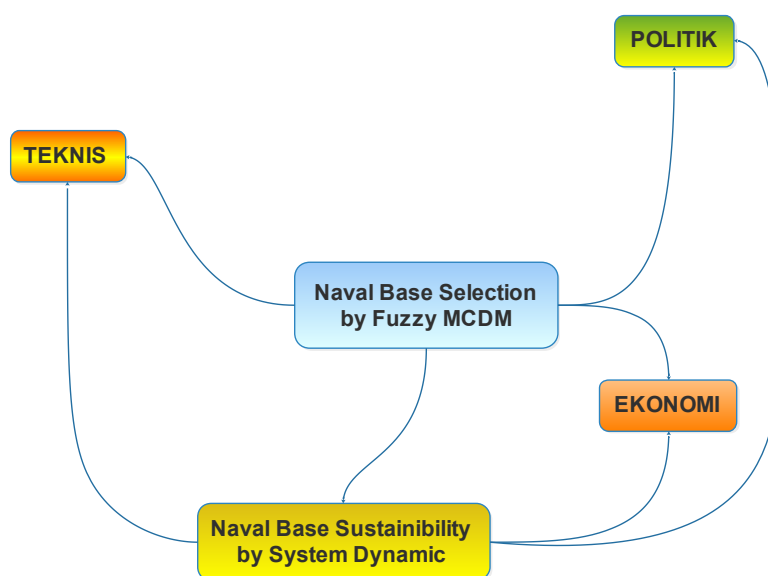 POLITIK
TEKNIS
Naval Base Selection
by Fuzzy MCDM
EKONOMI
Naval Base Sustainibility
by System Dynamic